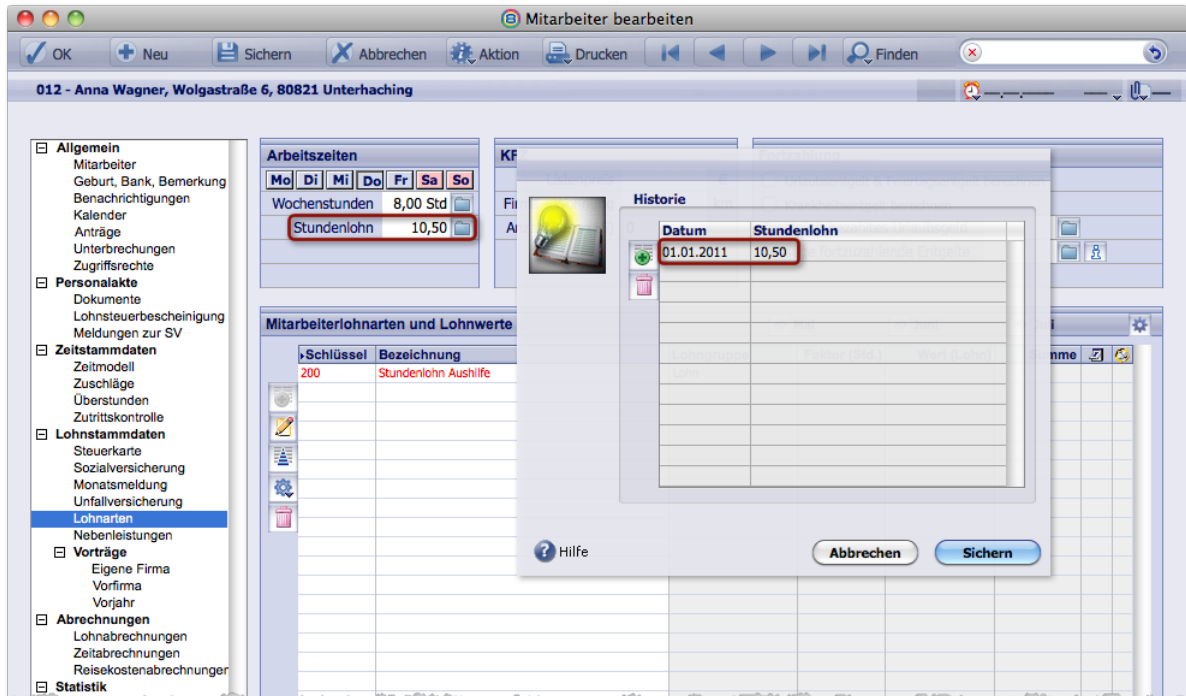 Mitarbeiter bearbeiten
OK Neu Sichern Abbrechen Aktion Drucken Finden
012 - Anna Wagner, Wolgastraße 6, 80821 Unterhaching
Allgemein
Mitarbeiter
Geburt, Bank, Bemerkung
Benachrichtigungen
Kalender
Anträge
Unterbrechungen
Zugriffsrechte
Personalakte
Dokumente
Lohnsteuerbescheinigung
Meldungen zur SV
Zeitstammdaten
Zeitmodell
Zuschläge
Überstunden
Zutrittskontrolle
Lohnstammdaten
Steuerkarte
Sozialversicherung
Monatsmeldung
Unfallversicherung
Lohnarten
Nebenleistungen
Vorträge
Eigene Firma
Vorfirma
Vorjahr
Abrechnungen
Lohnabrechnungen
Zeitabrechnungen
Reisekostenabrechnunger
Statistik
Arbeitszeiten
Mo Di Mi Do Fr Sa So
Wochenstunden 8,00 Std
Stundenlohn 10,50
Mitarbeiterlohnarten und Lohnwerte
Schlüssel Bezeichnung
200 Stundenlohn Aushilfe
Historie
Datum Stundenlohn
01.01.2011 10,50
Hilfe
Abbrechen Sichern